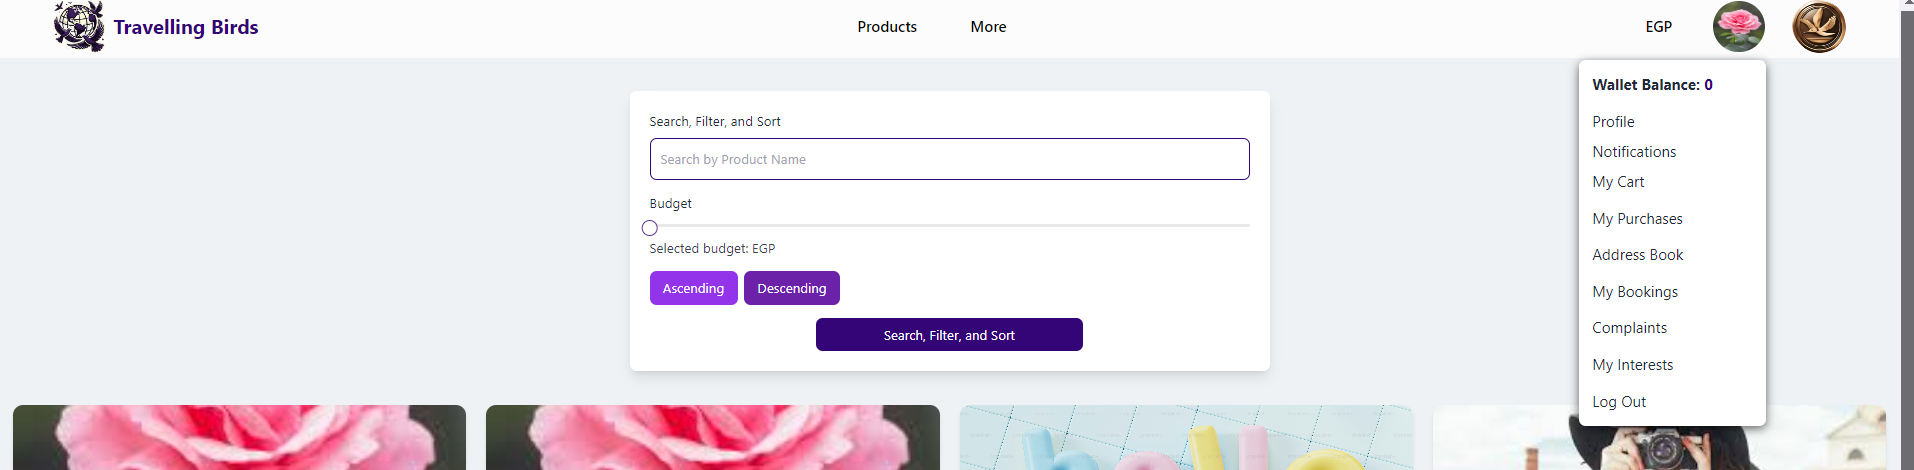 Travelling Birds
Products
More
EGP
Wallet Balance: 0
Profile
Notifications
My Cart
My Purchases
Address Book
My Bookings
Complaints
My Interests
Log Out
Search, Filter, and Sort
Search by Product Name
Budget
Selected budget: EGP
Ascending
Descending
Search, Filter, and Sort